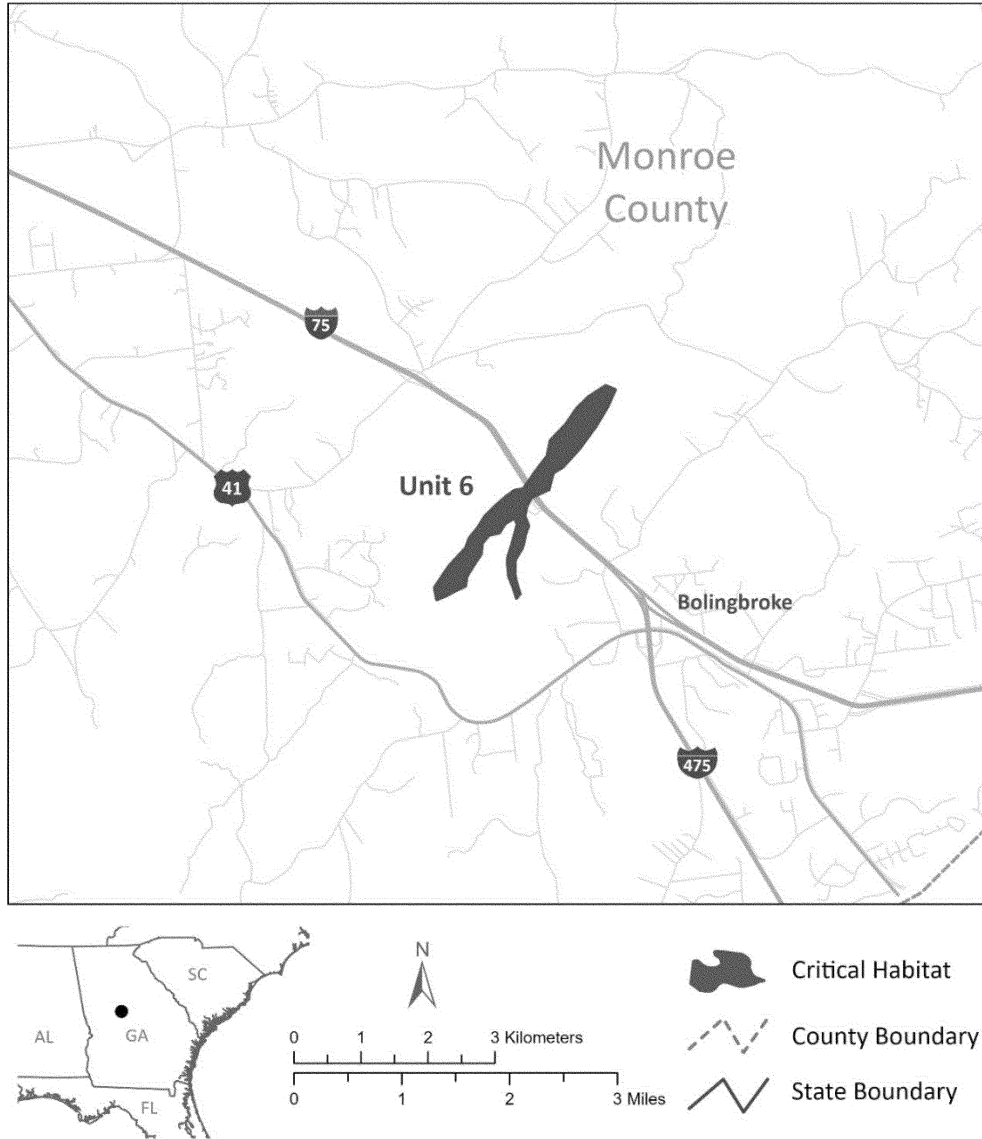 Monroe
County
75
Unit 6
41
Bolingbroke
475
N
SC
AL
GA
FL
0 1 2 3 Kilometers
0 1 2 3 Miles
Critical Habitat
County Boundary
State Boundary